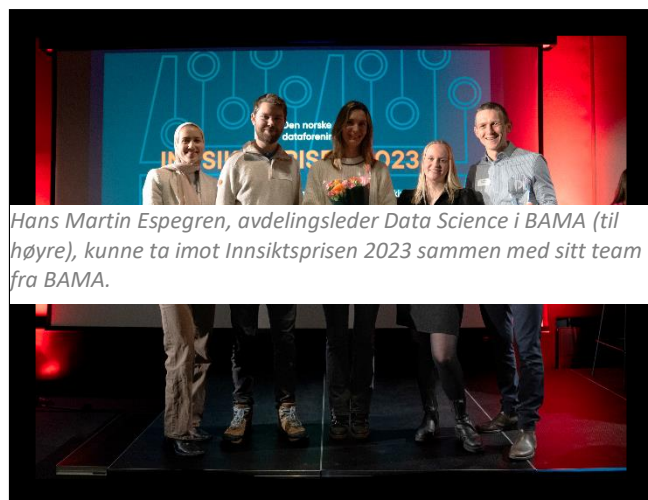 Den norske
dataforening
2023
Hans Martin Espegren, avdelingsleder Data Science i BAMA (til
høyre), kunne ta imot Innsiktsprisen 2023 sammen med sitt team
fra BAMA.